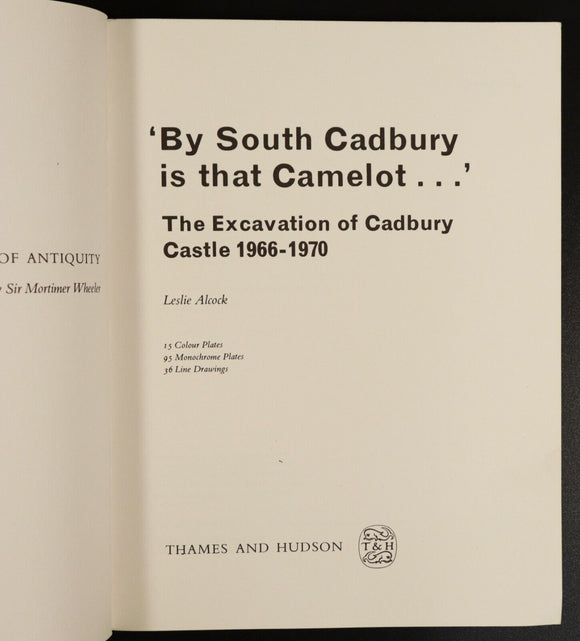 OF ANTIQUITY
Sir Mortimer Wheeler
‘By South Cadbury
is that Camelot . . .’
The Excavation of Cadbury
Castle 1966-1970
Leslie Alcock
15 Colour Plates
95 Monochrome Plates
36 Line Drawings
THAMES AND HUDSON
T & H